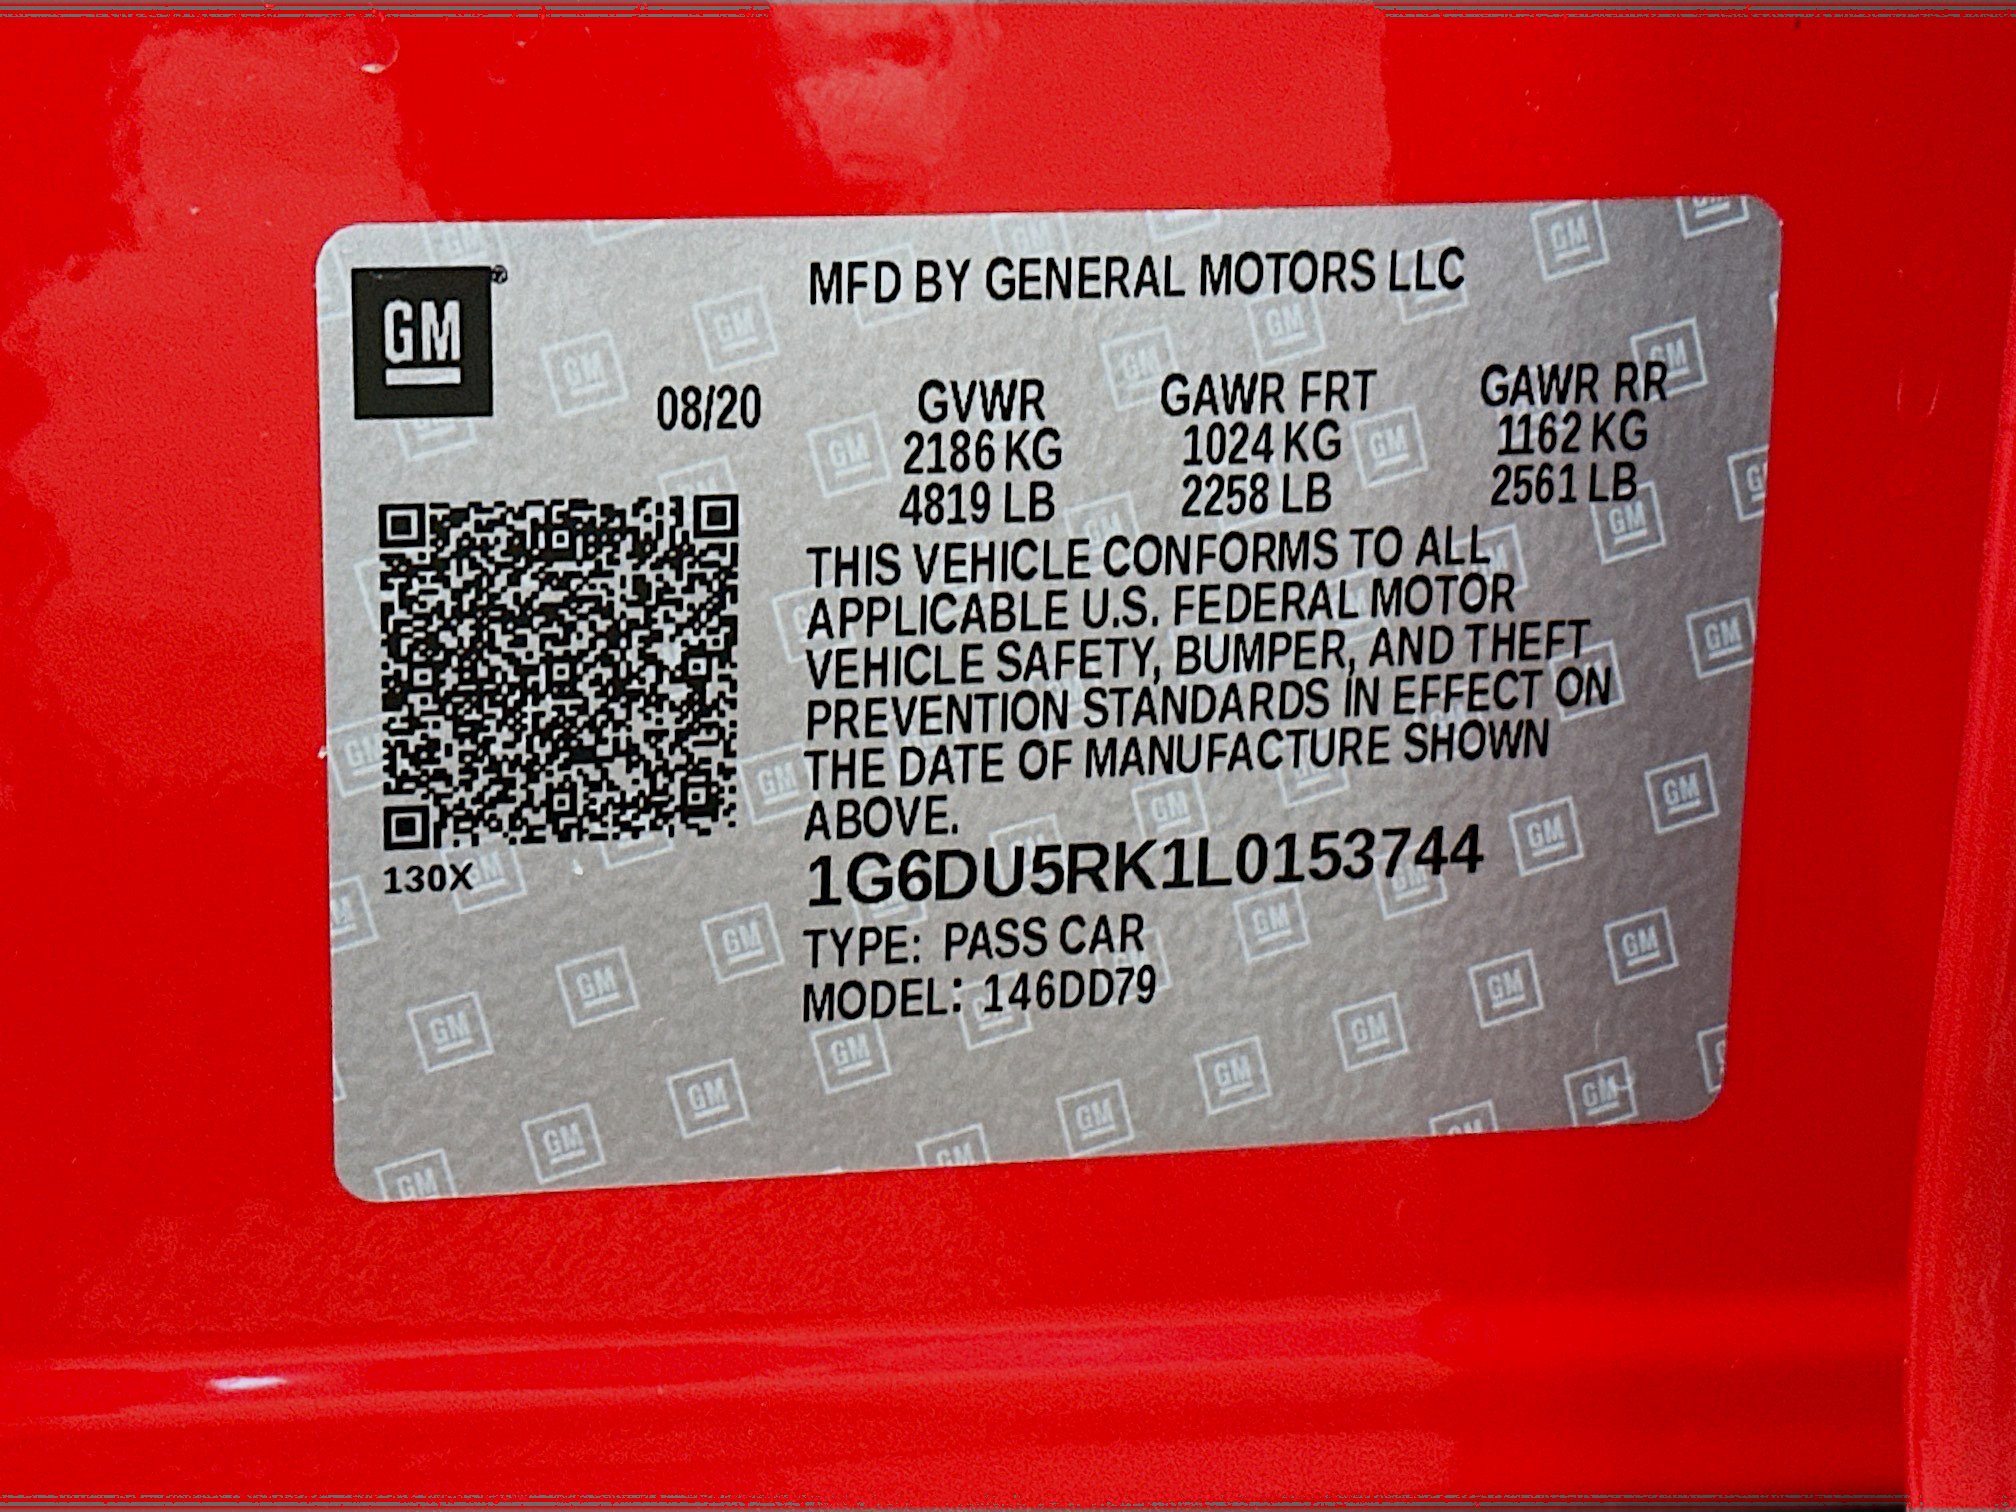 GM
MFD BY GENERAL MOTORS LLC
08/20
GVWR GAWR FRT GAWR RR
2186 KG 1024 KG 1162 KG
4819 LB 2258 LB 2561 LB
THIS VEHICLE CONFORMS TO ALL
APPLICABLE U.S. FEDERAL MOTOR
VEHICLE SAFETY, BUMPER, AND THEFT
PREVENTION STANDARDS IN EFFECT ON
THE DATE OF MANUFACTURE SHOWN
ABOVE.
130X
1G6DU5RK1L0153744
TYPE: PASS CAR
MODEL: 146DD79